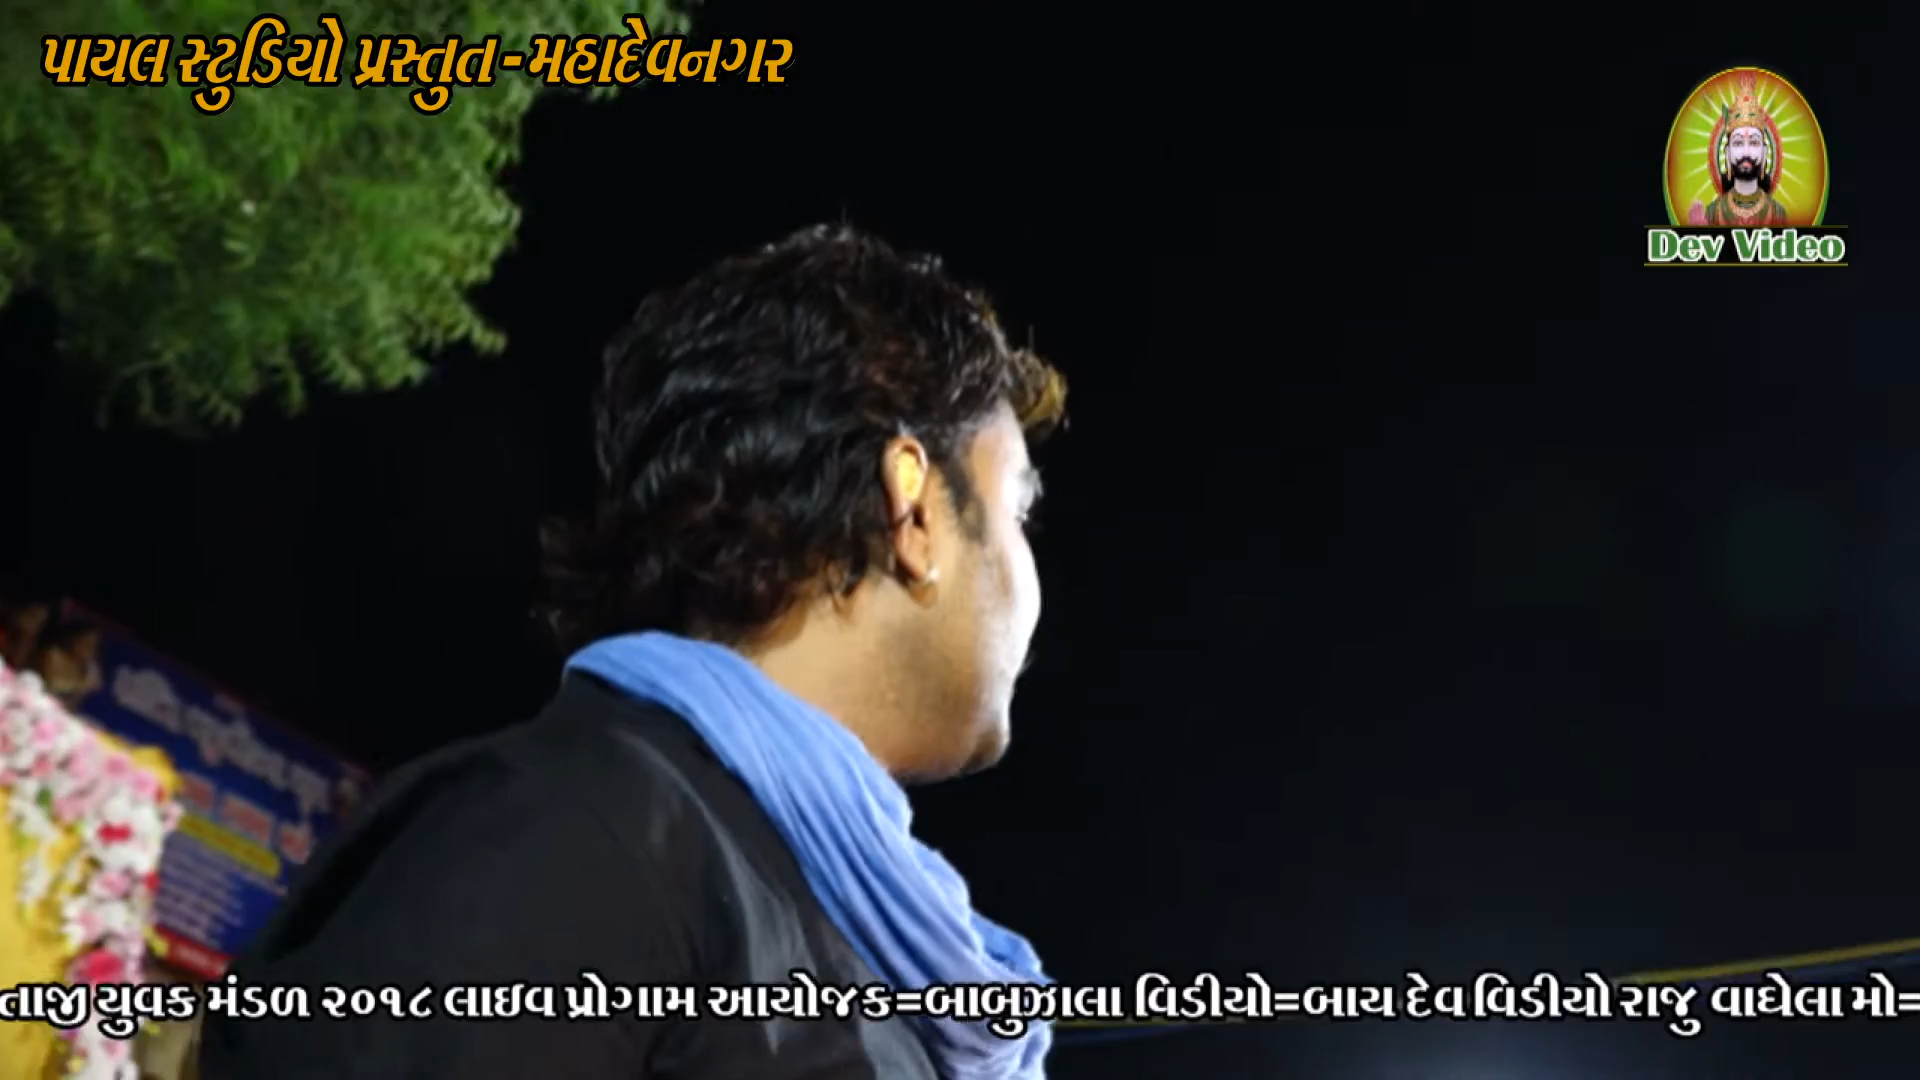 પાયલ સ્ટુડિયો પ્રસ્તુત-મહાદેવનગર
Dev Video
તાજી યુવક મંડળ ૨૦૧૮ લાઇવ પ્રોગામ આયોજક=બાબુઝાલા વિડીયો=બાય દેવ વિડીયો રાજુ વાઘેલા મો=